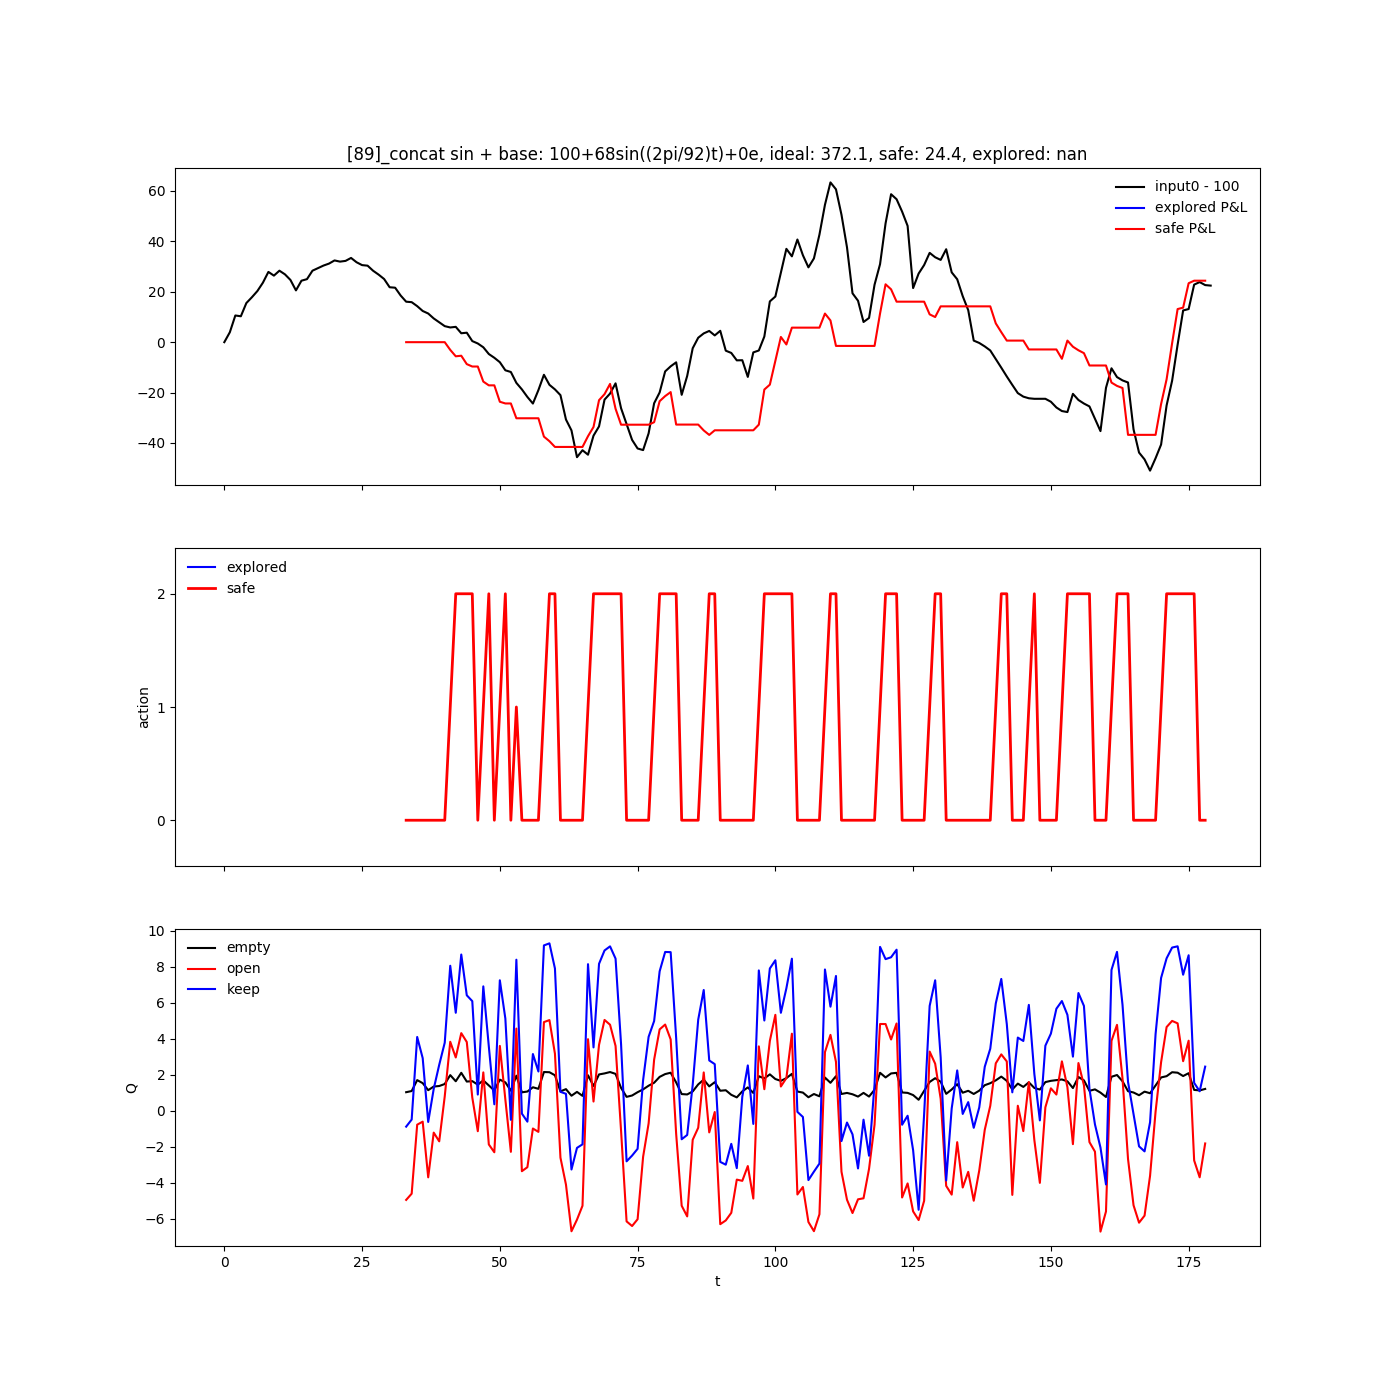 [89]_concat sin + base: 100+68sin((2pi/92)t)+0e, ideal: 372.1, safe: 24.4, explored: nan
60
40
20
0
−20
−40
input0 - 100
explored P&L
safe P&L
action
2
1
0
explored
safe
Q
10
8
6
4
2
0
−2
−4
−6
empty
open
keep
0 25 50 75 100 125 150 175
t